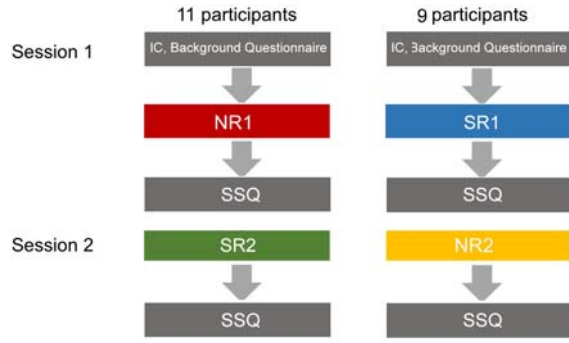 11 participants 9 participants
Session 1 IC, Background Questionnaire IC, Background Questionnaire
NR1 SR1
SSQ SSQ
Session 2 SR2 NR2
SSQ SSQ